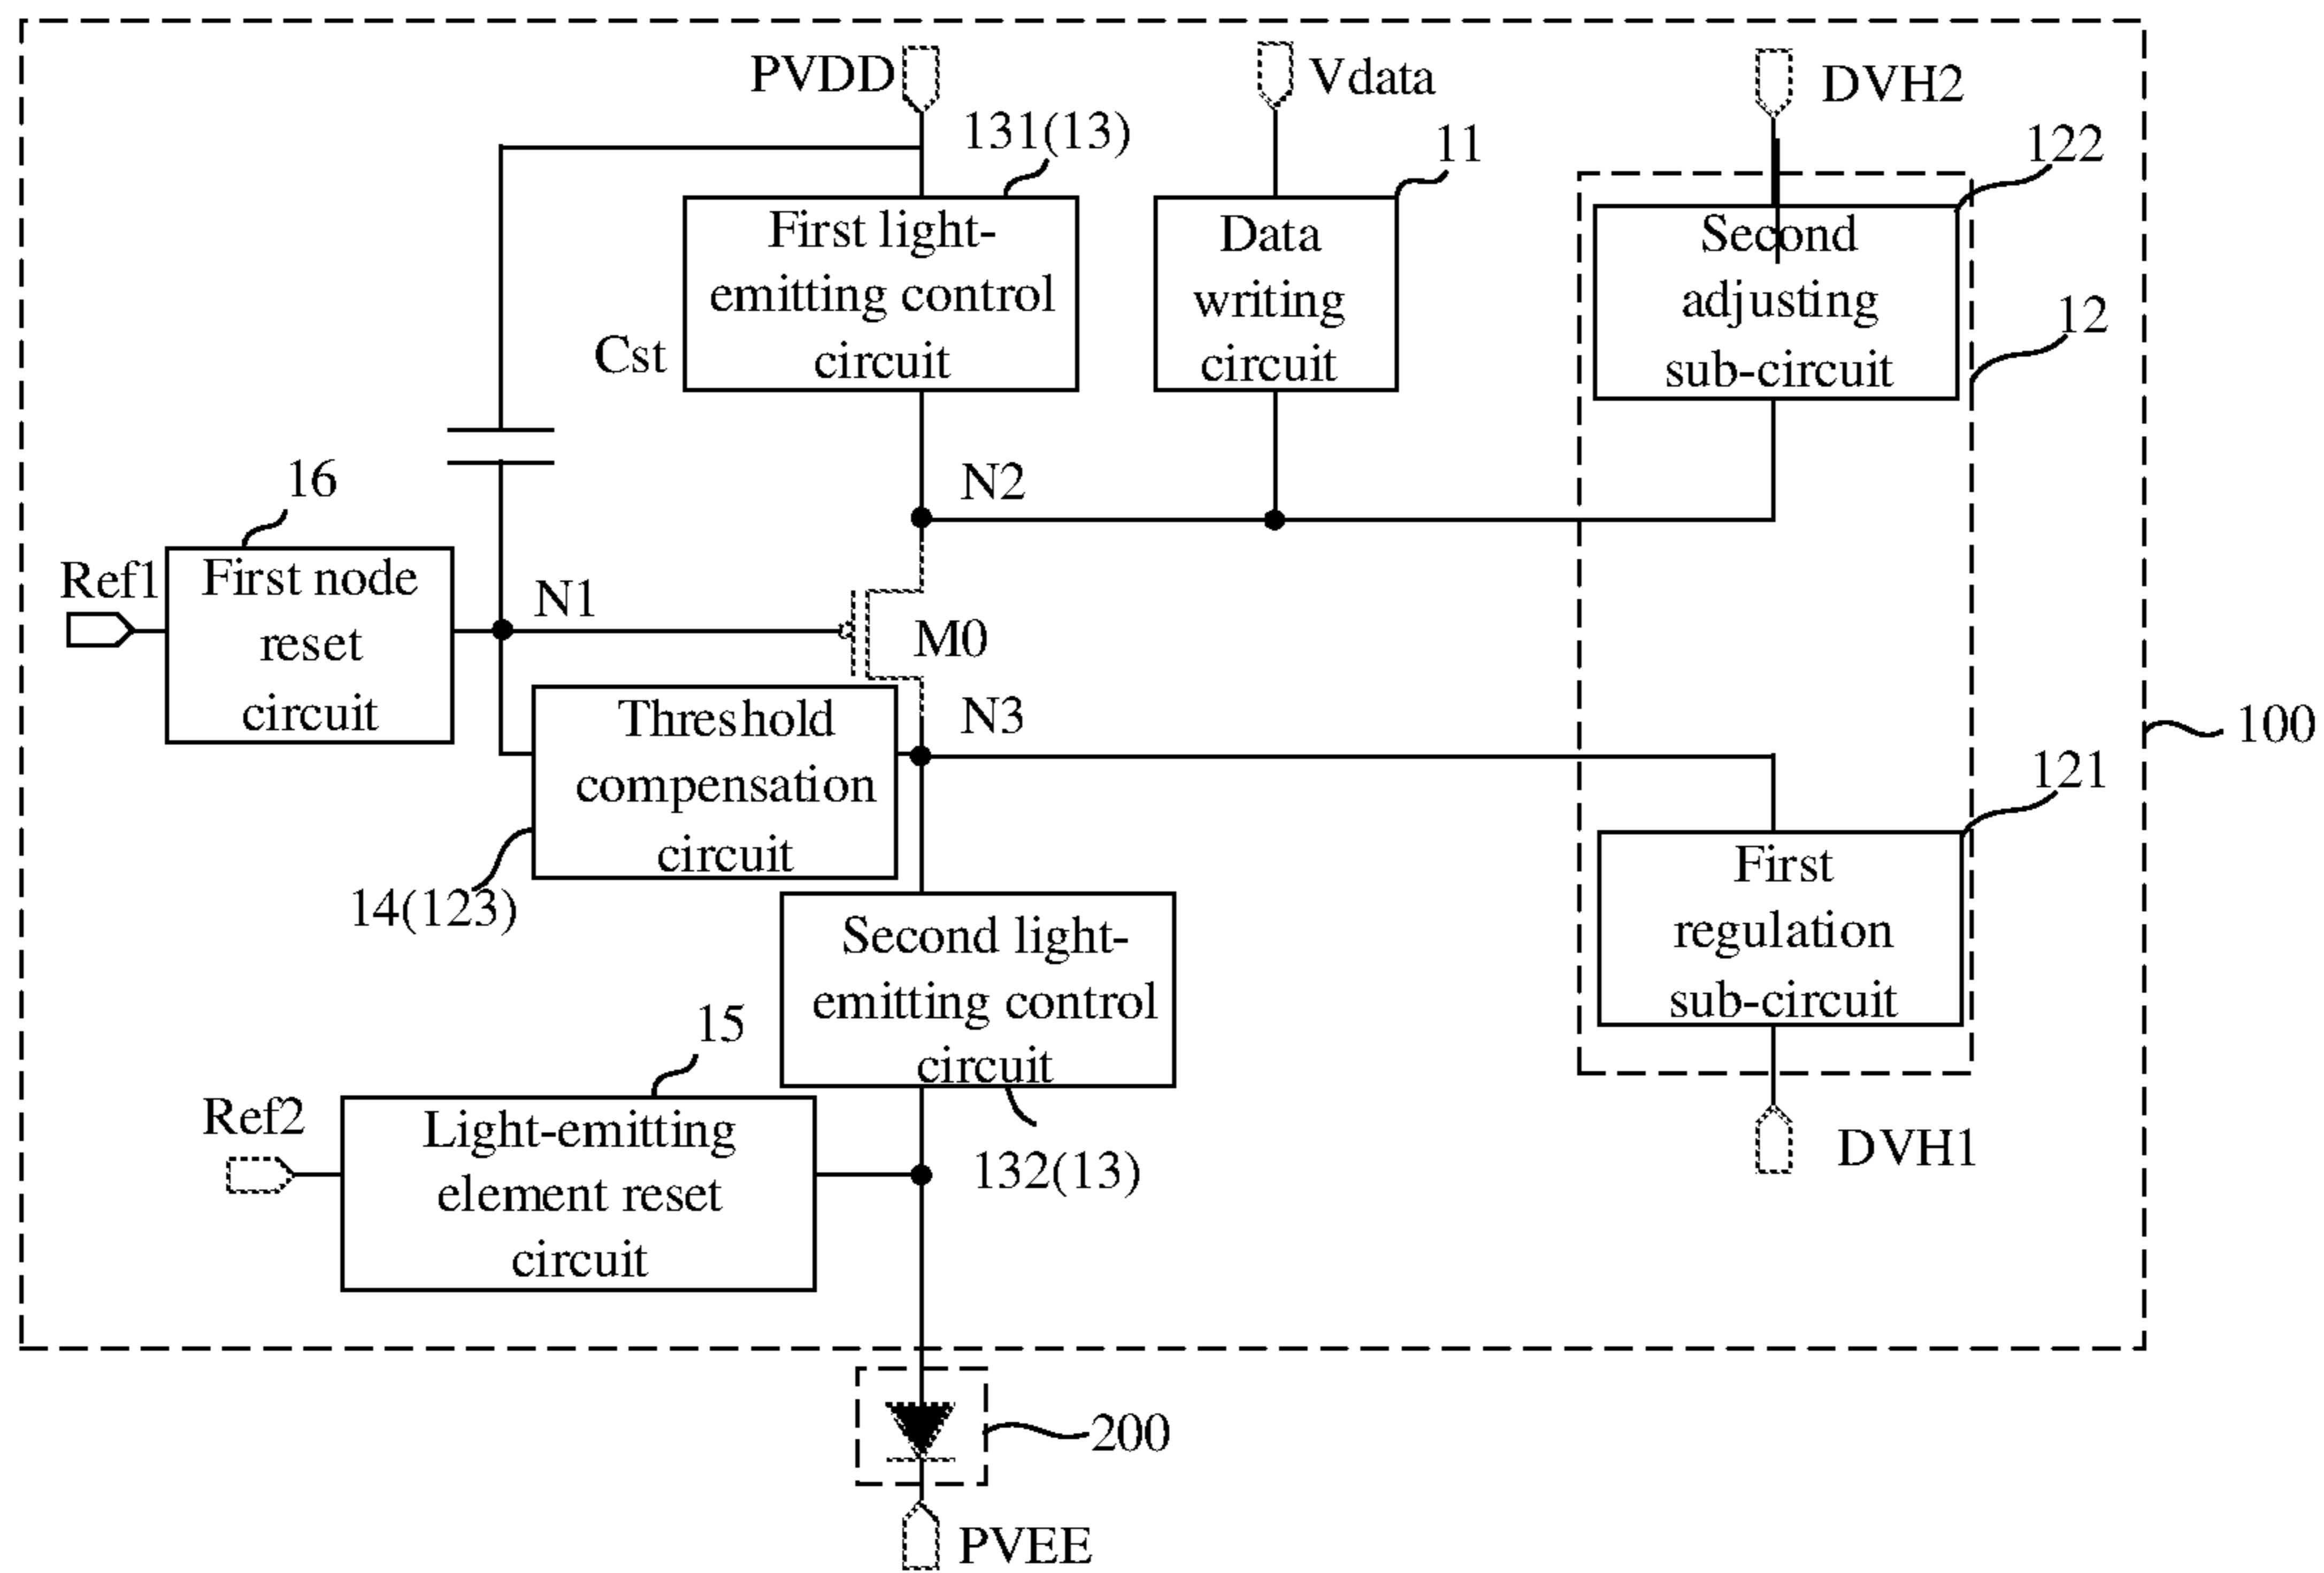 PVDD
Vdata
DVH2
131(13)
11
122
First light-
emitting control
circuit
Data
writing
circuit
Second
adjusting
sub-circuit
12
Cst
16
N2
Ref1
First node
reset
circuit
N1
M0
N3
100
Threshold
compensation
circuit
121
14(123)
First
regulation
sub-circuit
Second light-
emitting control
circuit
15
Ref2
Light-emitting
element reset
circuit
132(13)
DVH1
200
PVEE